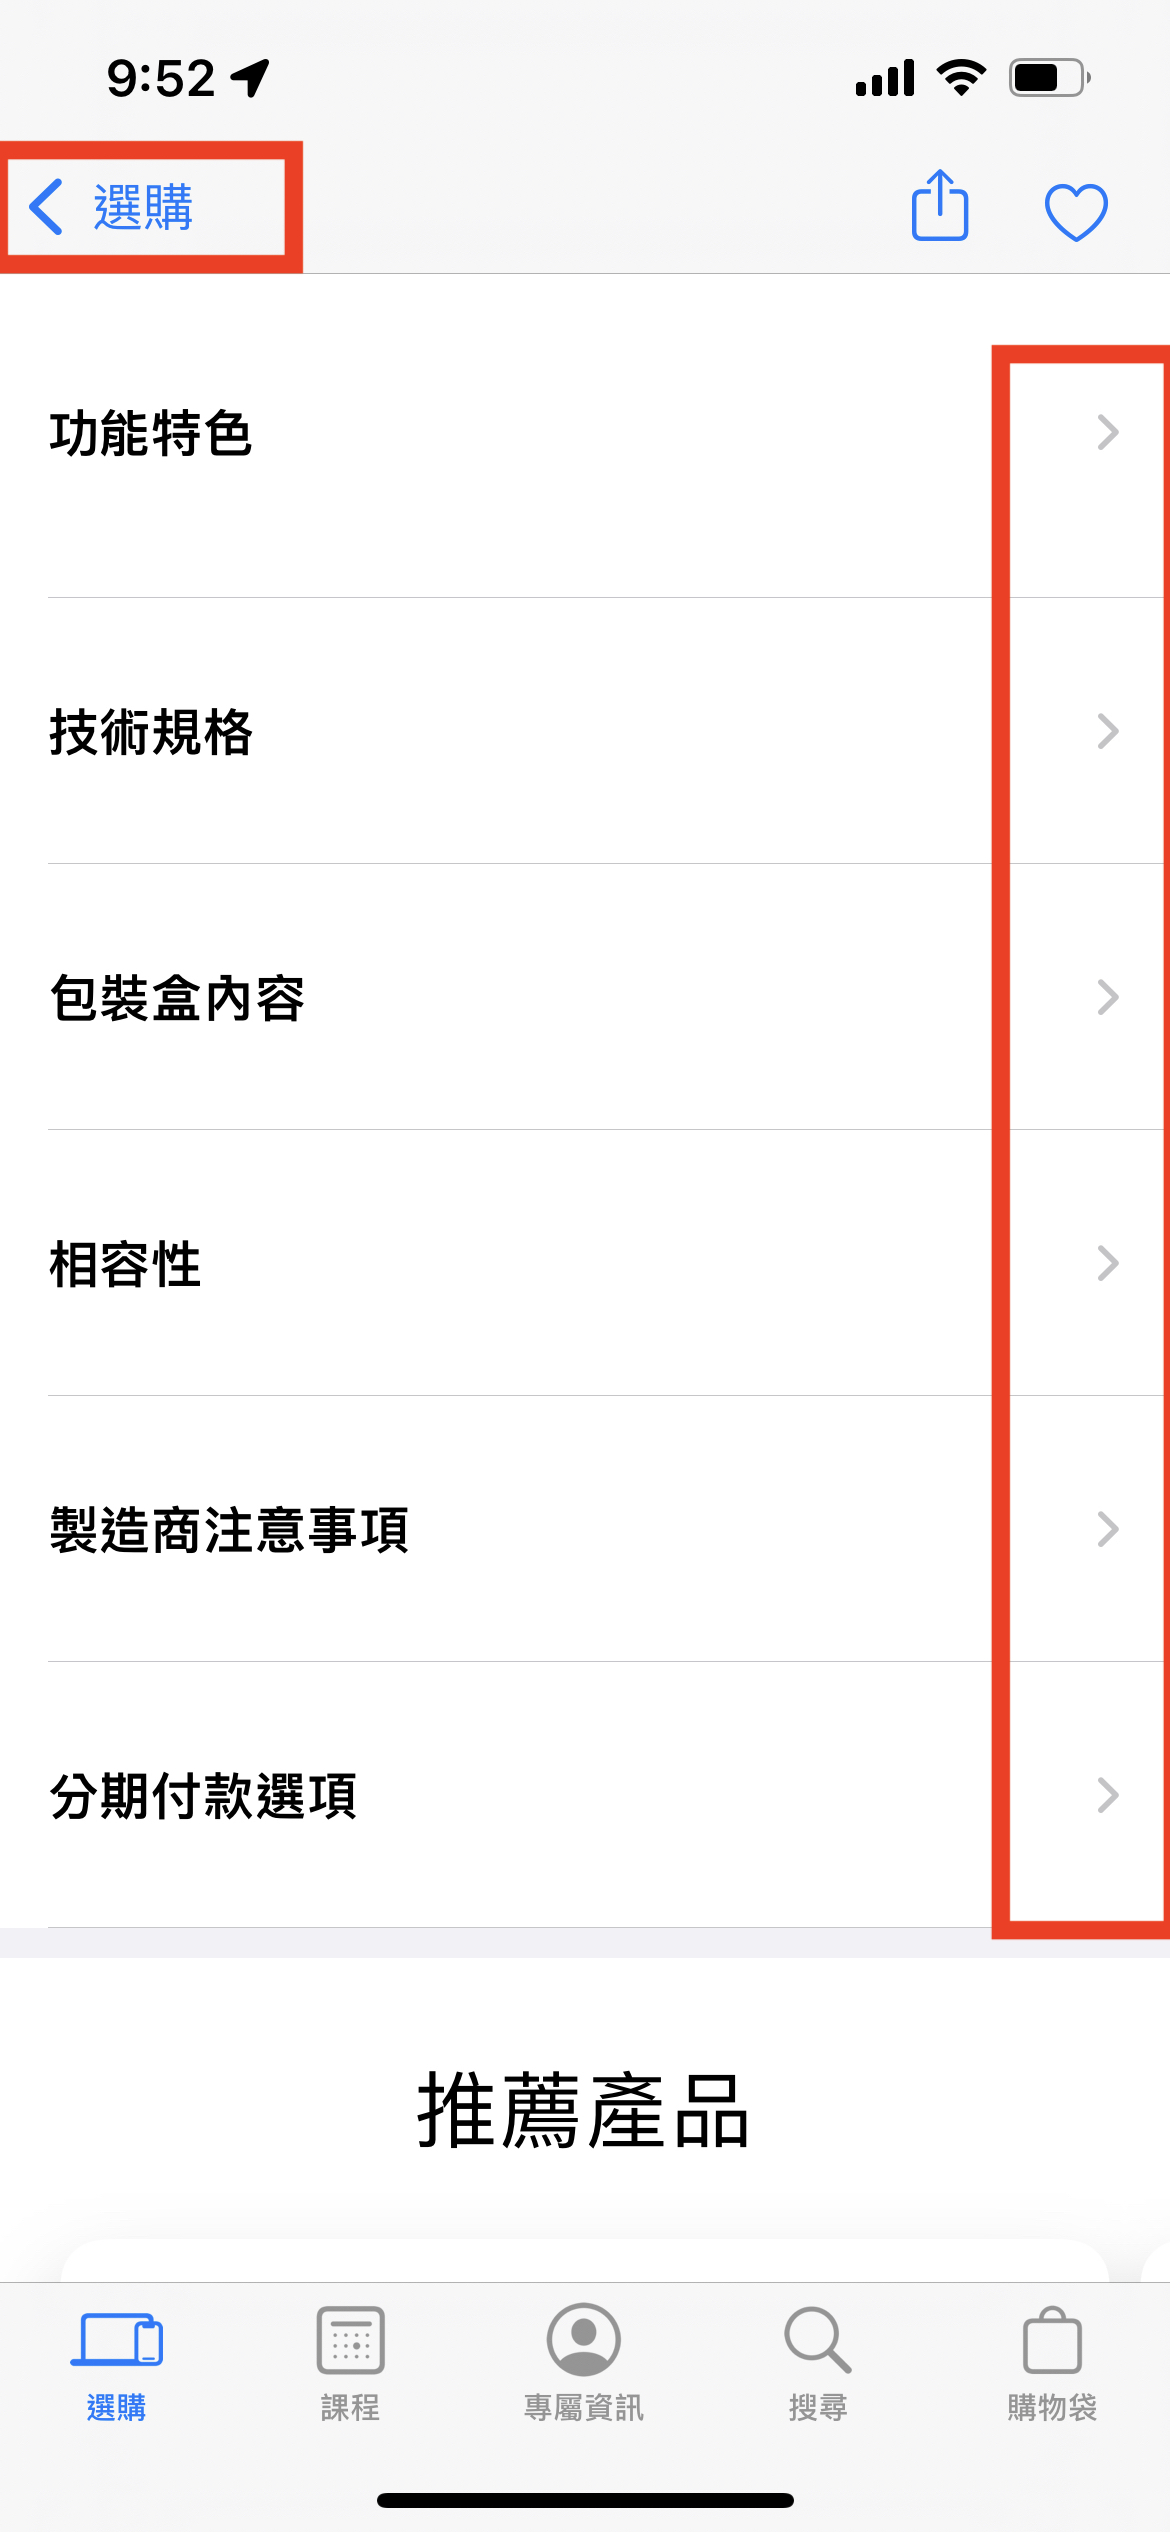 9:52
選購
功能特色
技術規格
包裝盒內容
相容性
製造商注意事項
分期付款選項
推薦產品
選購
課程
專屬資訊
搜尋
購物袋